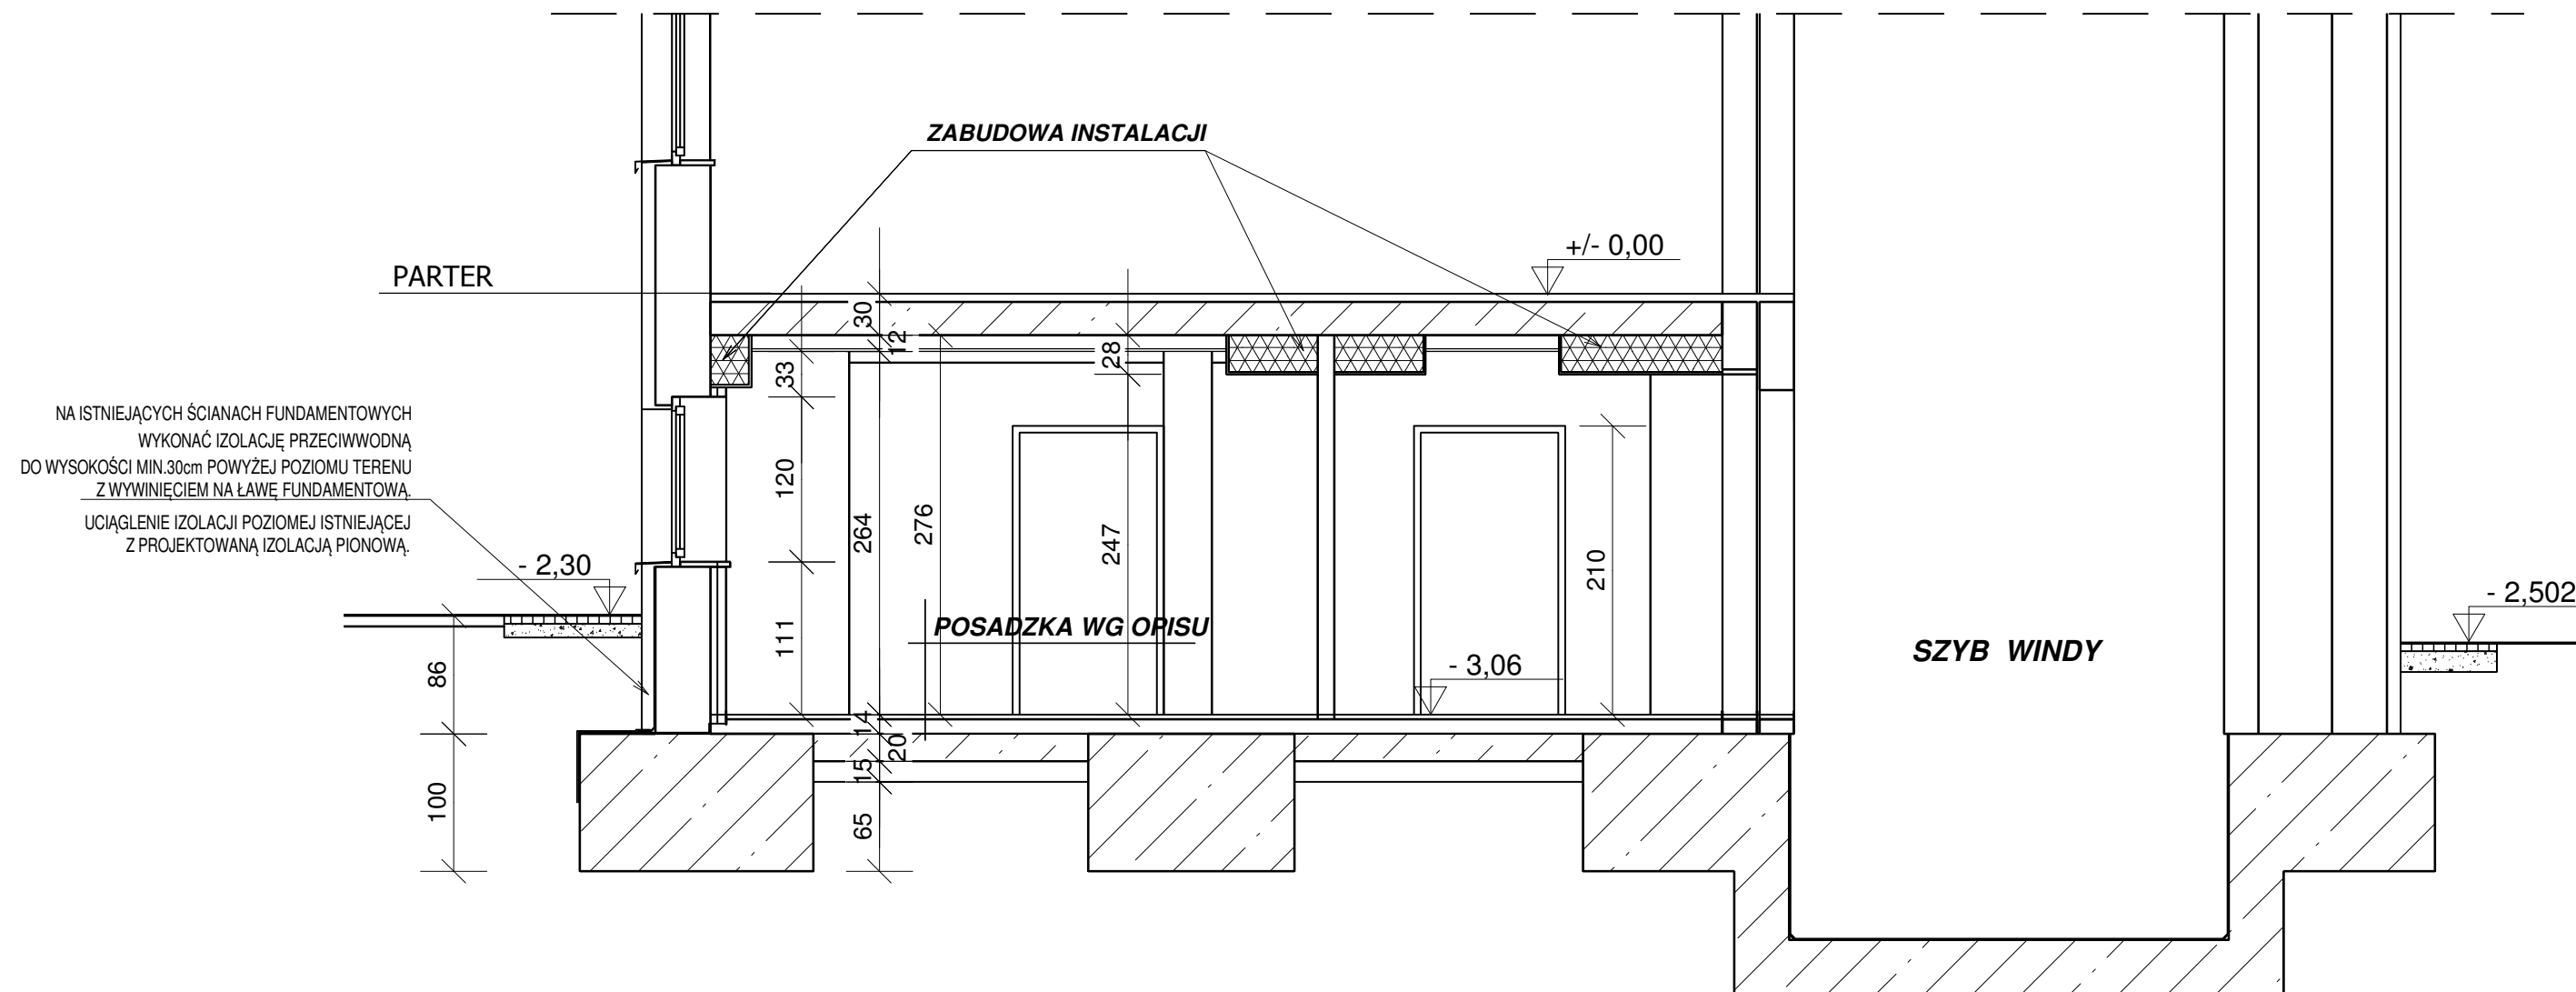 ZABUDOWA INSTALACJI
+/- 0,00
PARTER
30
12
28
33
NA ISTNIEJĄCYCH ŚCIANACH FUNDAMENTOWYCH
WYKONAĆ IZOLACJĘ PRZECIWWODNĄ
DO WYSOKOŚCI MIN.30cm POWYŻEJ POZIOMU TERENU
Z WYWINIĘCIEM NA ŁAWĘ FUNDAMENTOWĄ.
UCIĄGLENIE IZOLACJI POZIOMEJ ISTNIEJĄCEJ
Z PROJEKTOWANĄ IZOLACJĄ PIONOWĄ.
120
264
276
247
210
- 2,30
- 2,502
111
POSADZKA WG OPISU
SZYB WINDY
- 3,06
86
14
20
15
100
65